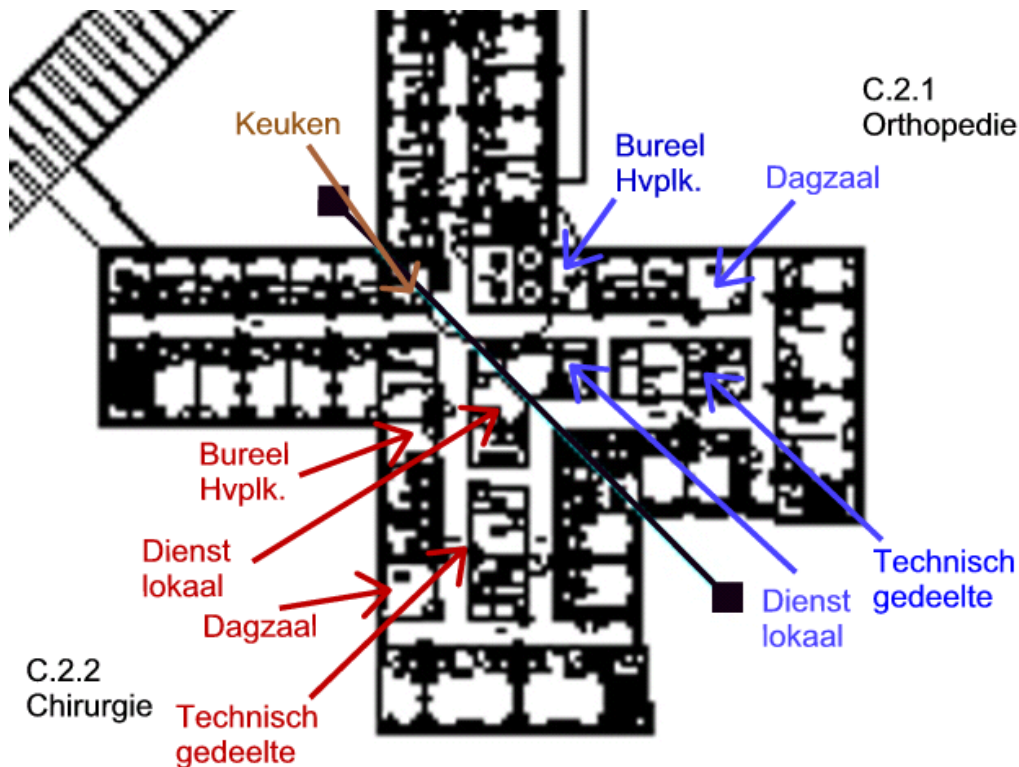 C.2.1
Orthopedie
Keuken
Bureel
Hvplk.
Dagzaal
Bureel
Hvplk.
Dienst
lokaal
Dagzaal
Technisch
gedeelte
Dienst
lokaal
C.2.2
Chirurgie
Technisch
gedeelte